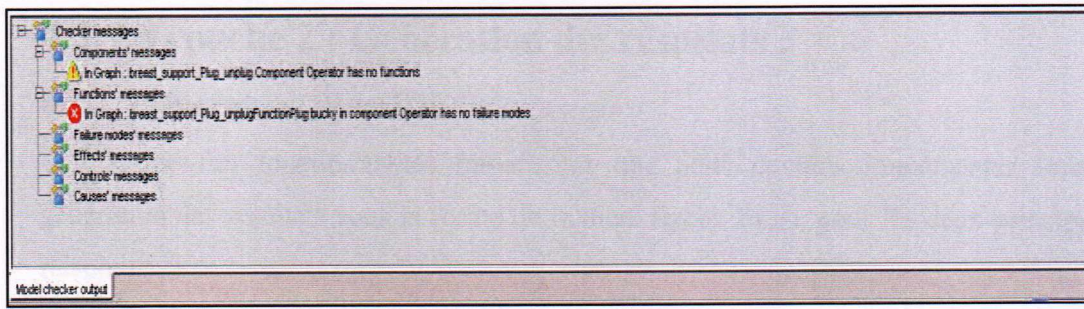 Checker messages
Components' messages
In Graph : breast_support_Plug_unplug Component Operator has no functions
Functions' messages
In Graph : breast_support_Plug_unplugFunctionPlug bucky in component Operator has no failure modes
Failure modes' messages
Effects' messages
Controls' messages
Causes' messages
Model checker output